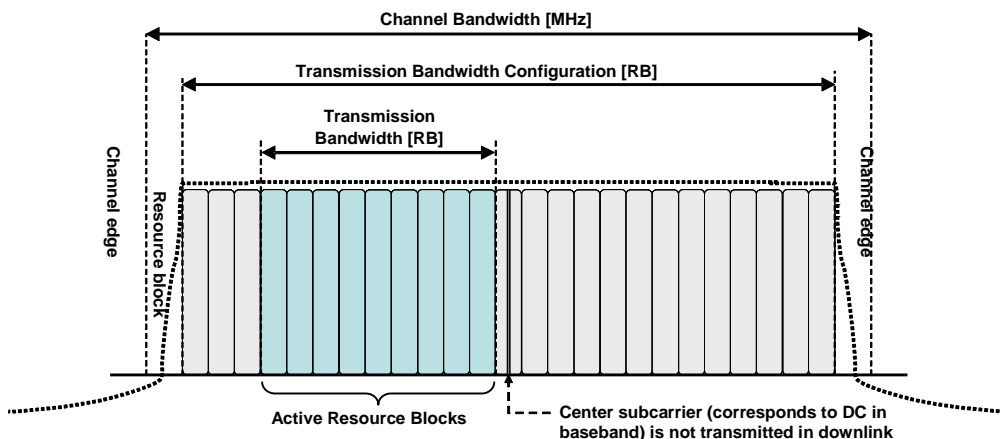 Channel Bandwidth [MHz]
Transmission Bandwidth Configuration [RB]
Transmission
Bandwidth [RB]
Channel edge
Resource block
Channel edge
Active Resource Blocks
Center subcarrier (corresponds to DC in
baseband) is not transmitted in downlink